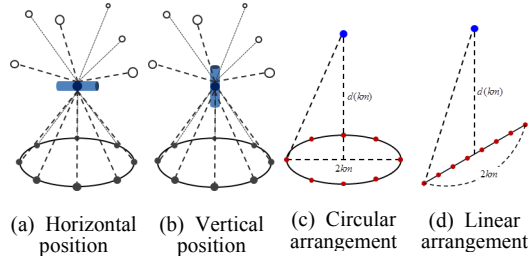 d(km)
2km
d(km)
2km
(a) Horizontal position
(b) Vertical position
(c) Circular arrangement
(d) Linear arrangement